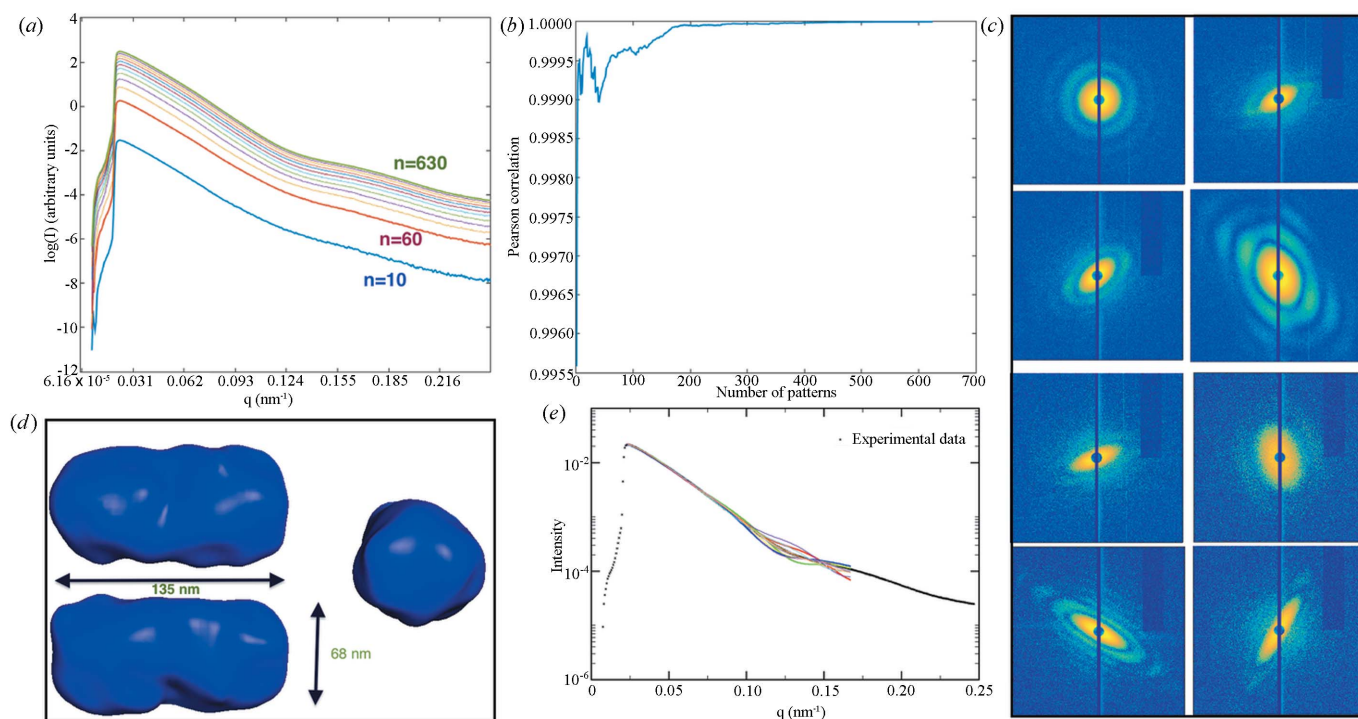 (a)
4
2
0
-2
-4
-6
-8
-10
-12
log(I) (arbitrary units)
n=630
n=60
n=10
6.16 x 10⁻⁵ 0.031 0.062 0.093 0.124 0.155 0.185 0.216
q (nm⁻¹)
(b)
1.0000
0.9995
0.9990
0.9985
0.9980
0.9975
0.9970
0.9965
0.9960
0.9955
Pearson correlation
0 100 200 300 400 500 600 700
Number of patterns
(c)
(d)
135 nm
68 nm
(e)
Experimental data
10⁻²
10⁻⁴
10⁻⁶
Intensity
0 0.05 0.10 0.15 0.20 0.25
q (nm⁻¹)